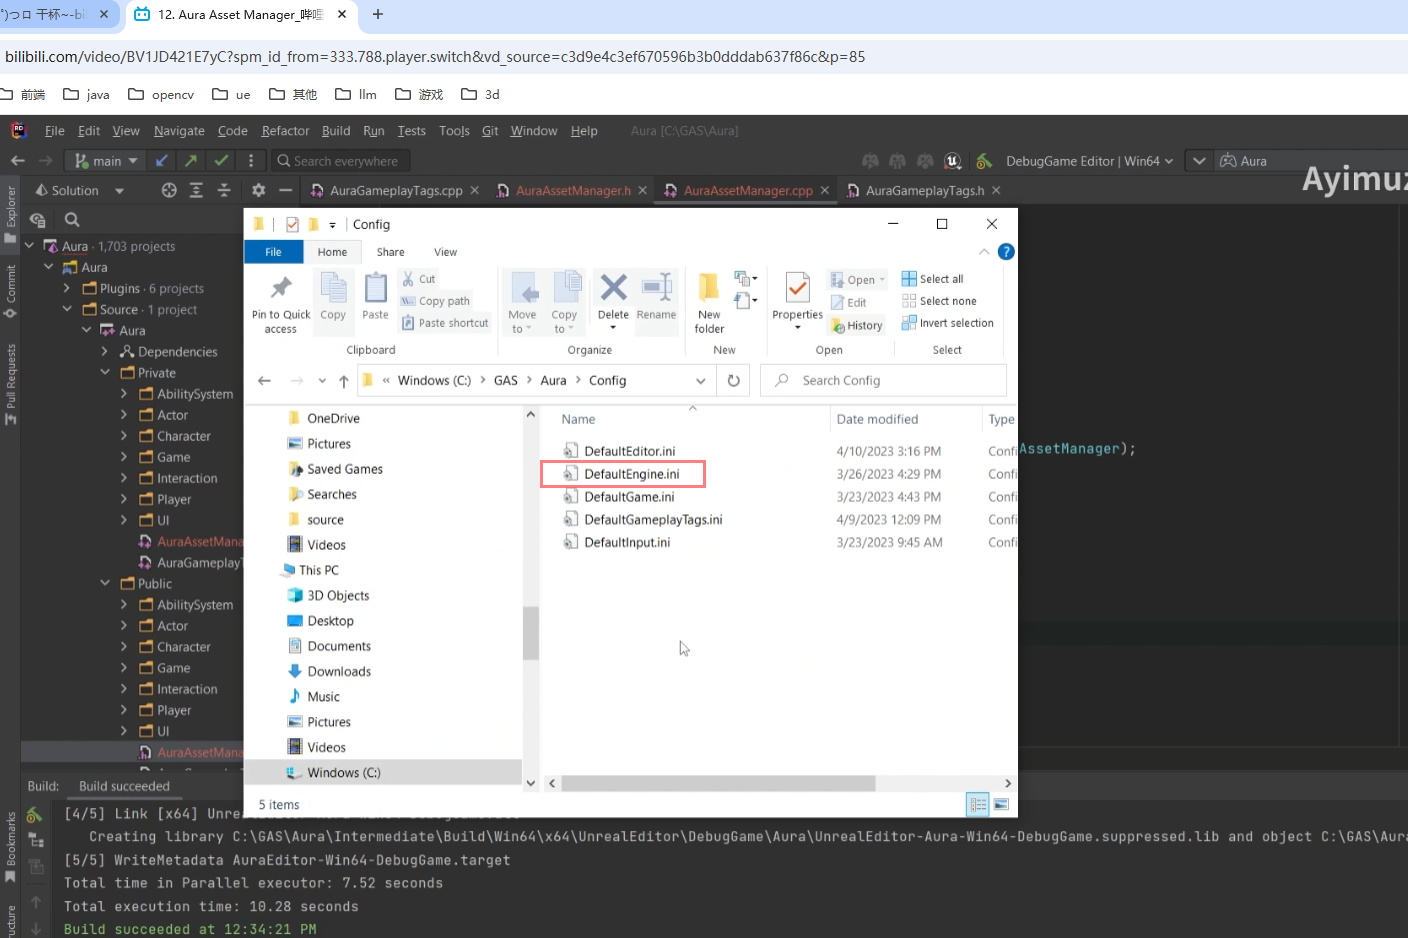 12. Aura Asset Manager_哔哩
bilibili.com/video/BV1JD421E7yC?spm_id_from=333.788.player.switch&vd_source=c3d9e4c3ef670596b3b0dddab637f86c&p=85
前端 java opencv ue 其他 llm 游戏 3d
File Edit View Navigate Code Refactor Build Run Tests Tools Git Window Help Aura [C:\GAS\Aura]
main Search everywhere DebugGame Editor | Win64 Aura
Ayimuz
Solution AuraGameplayTags.cpp AuraAssetManager.h AuraAssetManager.cpp AuraGameplayTags.h
Explorer
Commit
Pull Requests
Bookmarks
Aura · 1,703 projects
Aura
Plugins · 6 projects
Source · 1 project
Aura
Dependencies
Private
AbilitySystem
Actor
Character
Game
Interaction
Player
UI
AuraAssetMana
AuraGameplayT
Public
AbilitySystem
Actor
Character
Game
Interaction
Player
UI
AuraAssetMana
Config
File Home Share View
Pin to Quick access
Copy
Paste
Cut
Copy path
Paste shortcut
Clipboard
Move to
Copy to
Delete
Rename
Organize
New folder
New
Properties
Open
Edit
History
Open
Select all
Select none
Invert selection
Select
« Windows (C:) GAS Aura Config
Search Config
OneDrive
Pictures
Saved Games
Searches
source
Videos
This PC
3D Objects
Desktop
Documents
Downloads
Music
Pictures
Videos
Windows (C:)
Name Date modified Type
DefaultEditor.ini 4/10/2023 3:16 PM Confi
DefaultEngine.ini 3/26/2023 4:29 PM Confi
DefaultGame.ini 3/23/2023 4:43 PM Confi
DefaultGameplayTags.ini 4/9/2023 12:09 PM Confi
DefaultInput.ini 3/23/2023 9:45 AM Confi
5 items
AssetManager);
Build: Build succeeded
[4/5] Link [x64]
Creating library C:\GAS\Aura\Intermediate\Build\Win64\x64\UnrealEditor\DebugGame\Aura\UnrealEditor-Aura-Win64-DebugGame.suppressed.lib and object C:\GAS\Aura
[5/5] WriteMetadata AuraEditor-Win64-DebugGame.target
Total time in Parallel executor: 7.52 seconds
Total execution time: 10.28 seconds
Build succeeded at 12:34:21 PM